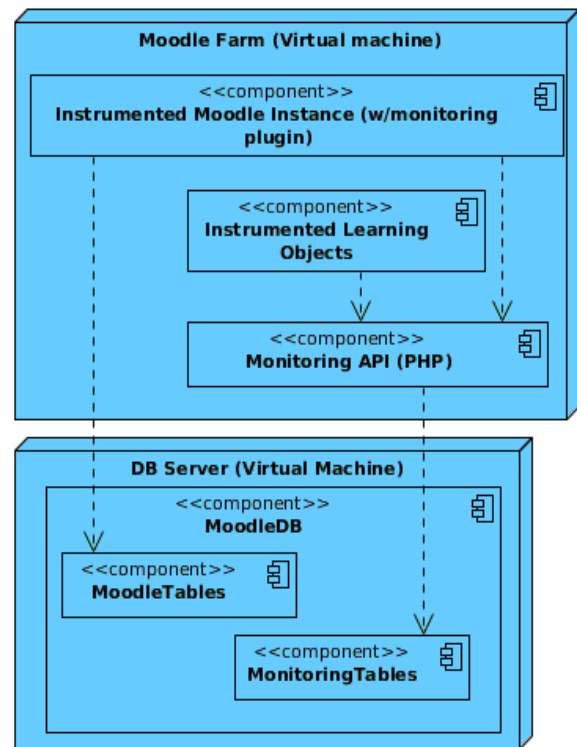 Moodle Farm (Virtual machine)
<<component>>
Instrumented Moodle Instance (w/monitoring
plugin)
<<component>>
Instrumented Learning
Objects
<<component>>
Monitoring API (PHP)
DB Server (Virtual Machine)
<<component>>
MoodleDB
<<component>>
MoodleTables
<<component>>
MonitoringTables